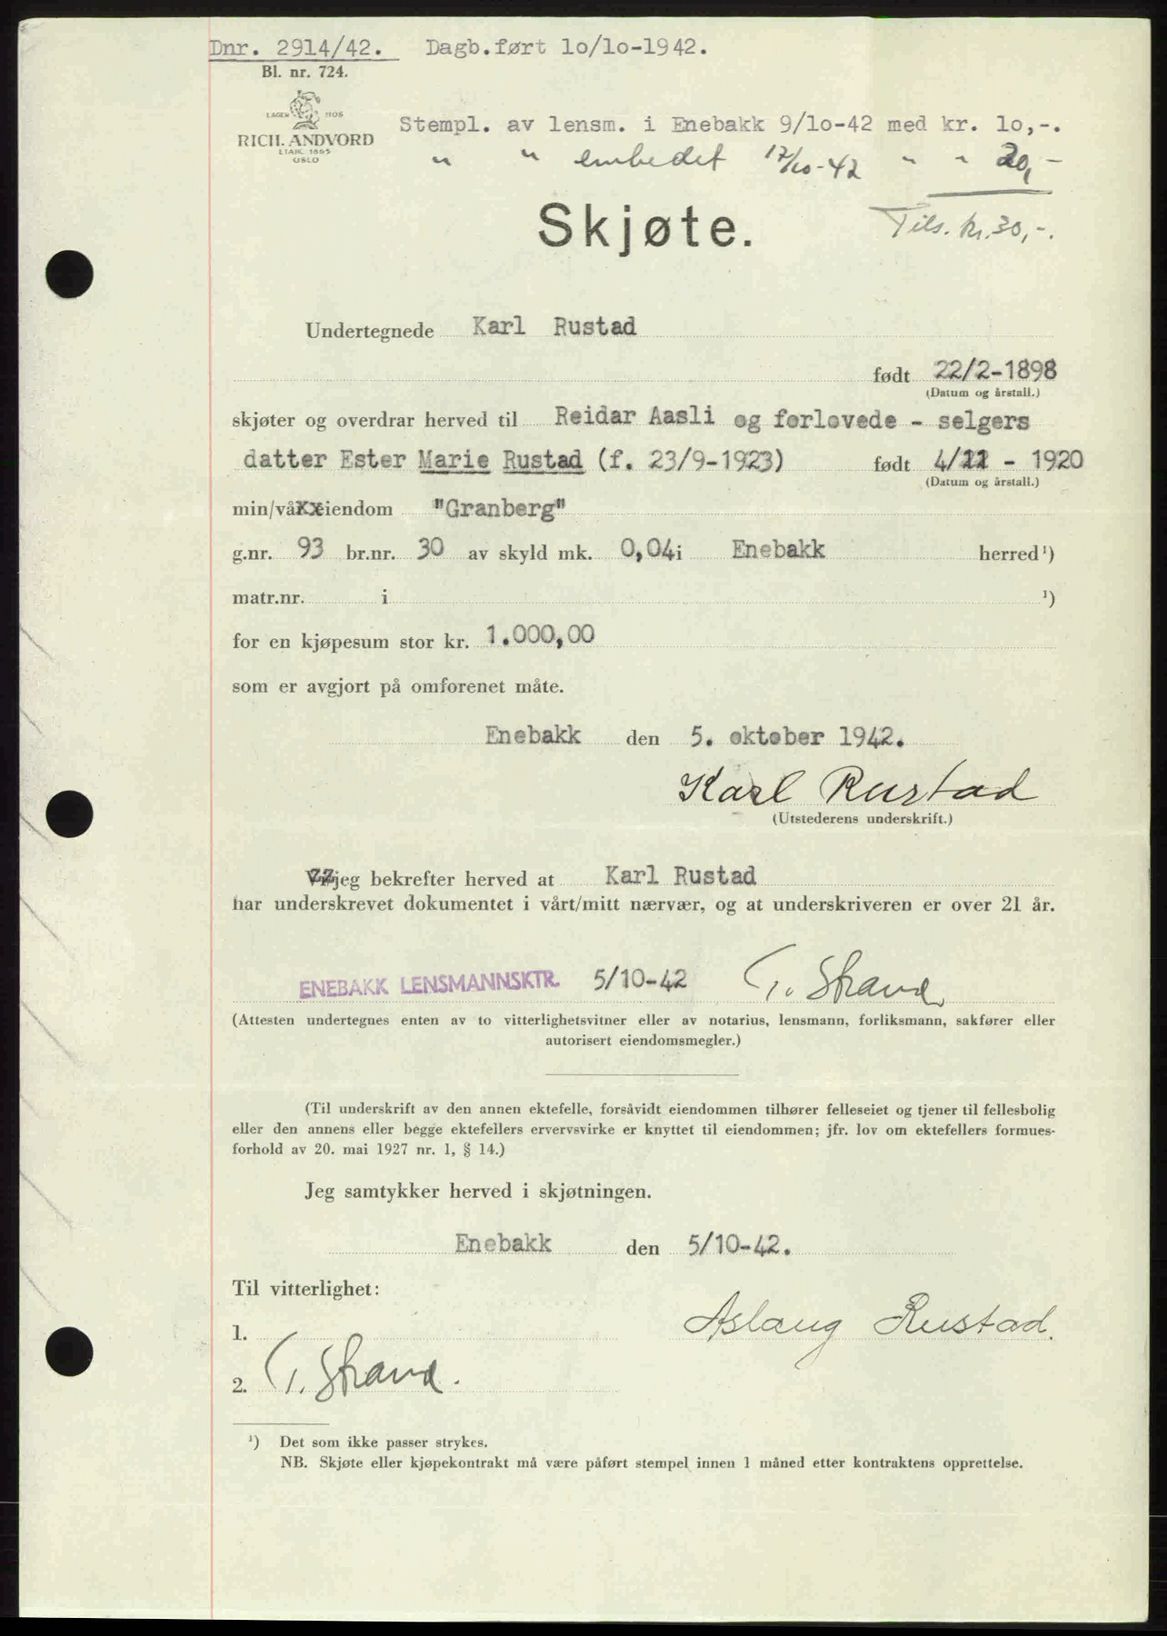 Dnr. 2914/42. Dagb.ført 10/10-1942.
Bl. nr. 724.
LAGER NOS
RICH. ANDVORD
ETABL. 1865
OSLO
Stempl. av lensm. i Enebakk 9/10-42 med kr. 10,-.
" " embedet 17/10-42 " " 20,-
Tils. kr. 30,-.
Skjøte.
Undertegnede Karl Rustad
født 22/2-1898
(Datum og årstall.)
skjøter og overdrar herved til Reidar Aasli og forlovede - selgers
datter Ester Marie Rustad (f. 23/9-1923) født 4/11 - 1920
(Datum og årstall.)
min/våxxeiendom "Granberg"
g.nr. 93 br.nr. 30 av skyld mk. 0,04 i Enebakk herred ¹)
matr.nr. i ¹)
for en kjøpesum stor kr. 1.000,00
som er avgjort på omforenet måte.
Enebakk den 5. oktober 1942.
Karl Rustad
(Utstederens underskrift.)
jeg bekrefter herved at Karl Rustad
har underskrevet dokumentet i vårt/mitt nærvær, og at underskriveren er over 21 år.
ENEBAKK LENSMANNSKTR. 5/10-42 T. Strand
(Attesten undertegnes enten av to vitterlighetsvitner eller av notarius, lensmann, forliksmann, sakfører eller
autorisert eiendomsmegler.)
(Til underskrift av den annen ektefelle, forsåvidt eiendommen tilhører felleseiet og tjener til fellesbolig
eller den annens eller begge ektefellers ervervsvirke er knyttet til eiendommen; jfr. lov om ektefellers formues-
forhold av 20. mai 1927 nr. 1, § 14.)
Jeg samtykker herved i skjøtningen.
Enebakk den 5/10-42.
Til vitterlighet:
Aslaug Rustad.
1.
2. T. Strand.
¹) Det som ikke passer strykes.
NB. Skjøte eller kjøpekontrakt må være påført stempel innen 1 måned etter kontraktens opprettelse.